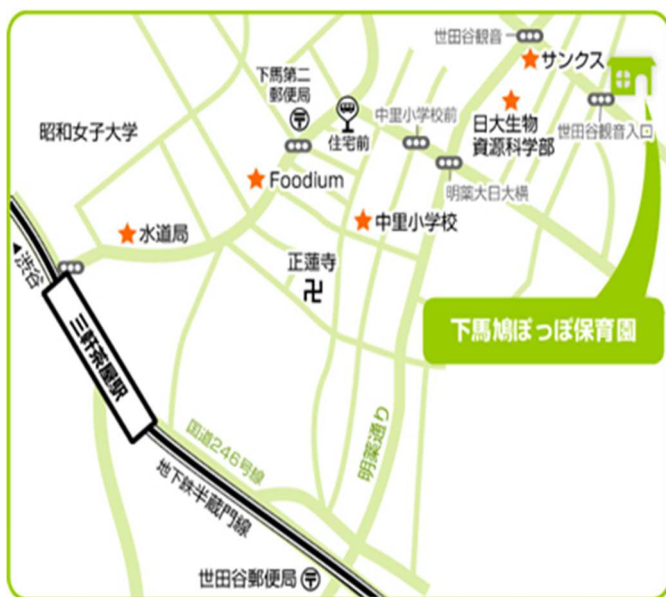 世田谷観音
サンクス
下馬第二
郵便局
住宅前
中里小学校前
日大生物
資源科学部
世田谷観音入口
昭和女子大学
明薬大日大横
Foodium
中里小学校
水道局
正蓮寺
▲渋谷
下馬鳩ぽっぽ保育園
三軒茶屋駅
国道246号線
明薬通り
地下鉄半蔵門線
世田谷郵便局